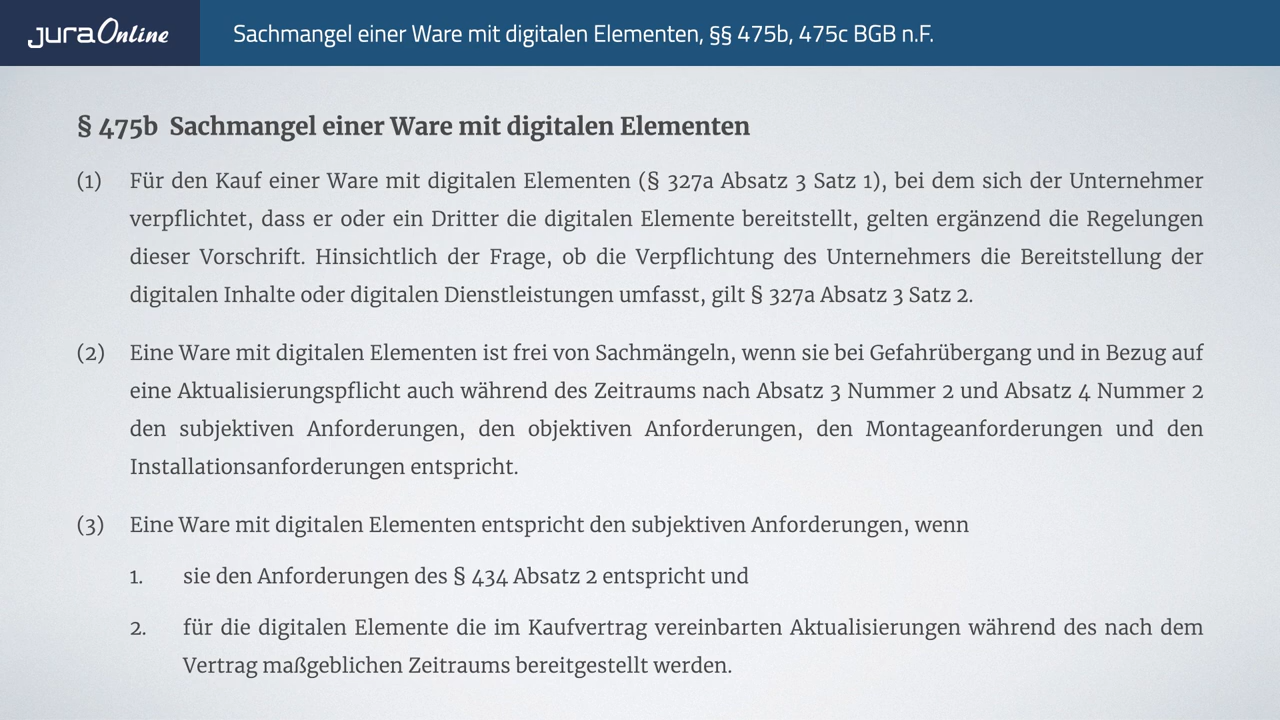 juraOnline
Sachmangel einer Ware mit digitalen Elementen, §§ 475b, 475c BGB n.F.
§ 475b Sachmangel einer Ware mit digitalen Elementen
(1) Für den Kauf einer Ware mit digitalen Elementen (§ 327a Absatz 3 Satz 1), bei dem sich der Unternehmer
verpflichtet, dass er oder ein Dritter die digitalen Elemente bereitstellt, gelten ergänzend die Regelungen
dieser Vorschrift. Hinsichtlich der Frage, ob die Verpflichtung des Unternehmers die Bereitstellung der
digitalen Inhalte oder digitalen Dienstleistungen umfasst, gilt § 327a Absatz 3 Satz 2.
(2) Eine Ware mit digitalen Elementen ist frei von Sachmängeln, wenn sie bei Gefahrübergang und in Bezug auf
eine Aktualisierungspflicht auch während des Zeitraums nach Absatz 3 Nummer 2 und Absatz 4 Nummer 2
den subjektiven Anforderungen, den objektiven Anforderungen, den Montageanforderungen und den
Installationsanforderungen entspricht.
(3) Eine Ware mit digitalen Elementen entspricht den subjektiven Anforderungen, wenn
1. sie den Anforderungen des § 434 Absatz 2 entspricht und
2. für die digitalen Elemente die im Kaufvertrag vereinbarten Aktualisierungen während des nach dem
Vertrag maßgeblichen Zeitraums bereitgestellt werden.